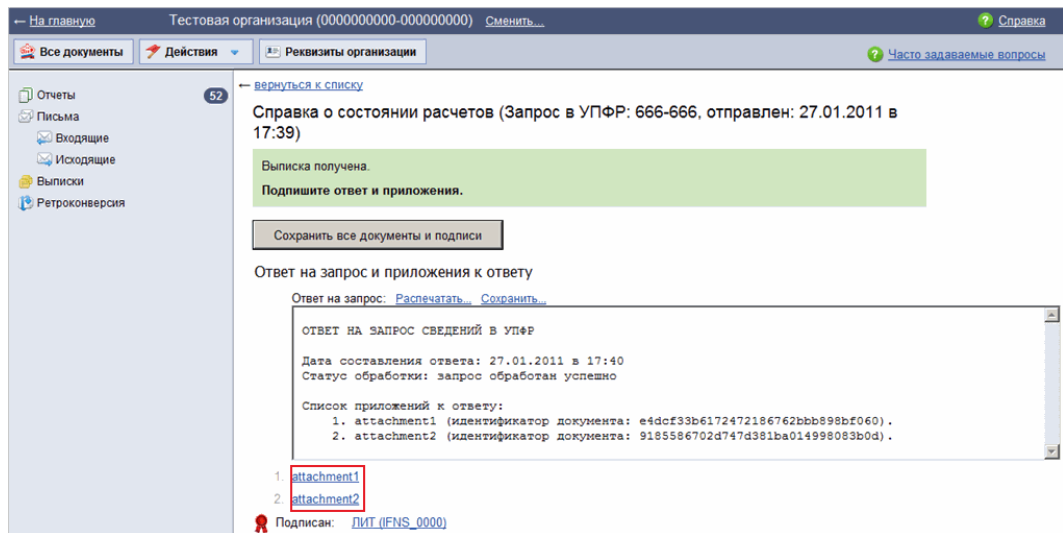 ← На главную Тестовая организация (0000000000-000000000) Сменить... ? Справка
Все документы Действия Реквизиты организации ? Часто задаваемые вопросы
Отчеты 52
Письма
Входящие
Исходящие
Выписки
Ретроконверсия
← вернуться к списку
Справка о состоянии расчетов (Запрос в УПФР: 666-666, отправлен: 27.01.2011 в
17:39)
Выписка получена.
Подпишите ответ и приложения.
Сохранить все документы и подписи
Ответ на запрос и приложения к ответу
Ответ на запрос: Распечатать... Сохранить...
ОТВЕТ НА ЗАПРОС СВЕДЕНИЙ В УПФР
Дата составления ответа: 27.01.2011 в 17:40
Статус обработки: запрос обработан успешно
Список приложений к ответу:
1. attachment1 (идентификатор документа: e4dcf33b6172472186762bbb898bf060).
2. attachment2 (идентификатор документа: 9185586702d747d381ba014998083b0d).
1. attachment1
2. attachment2
Подписан: ЛИТ (IFNS_0000)